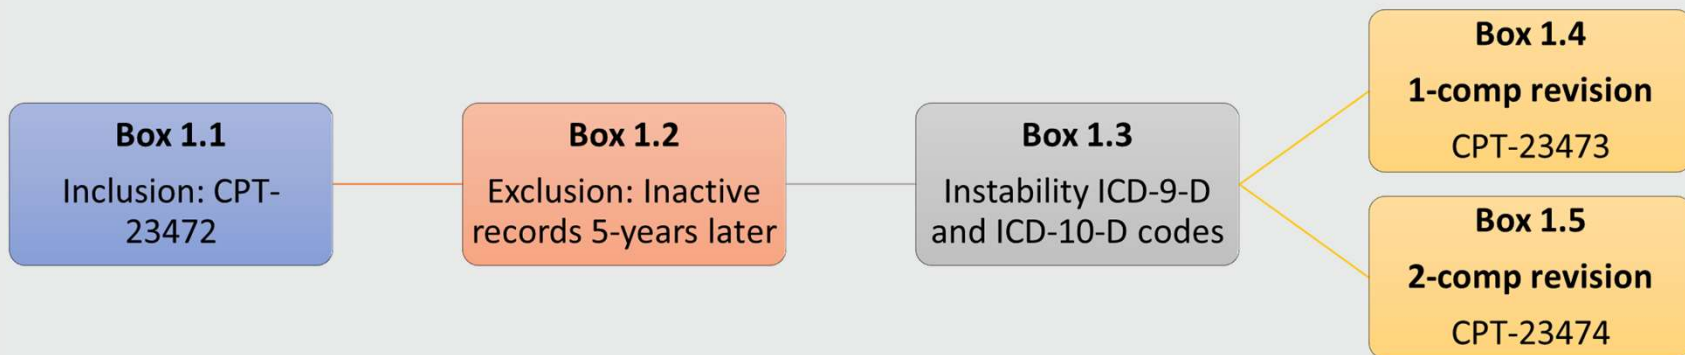 Box 1.1
Inclusion: CPT-
23472
Box 1.2
Exclusion: Inactive
records 5-years later
Box 1.3
Instability ICD-9-D
and ICD-10-D codes
Box 1.4
1-comp revision
CPT-23473
Box 1.5
2-comp revision
CPT-23474